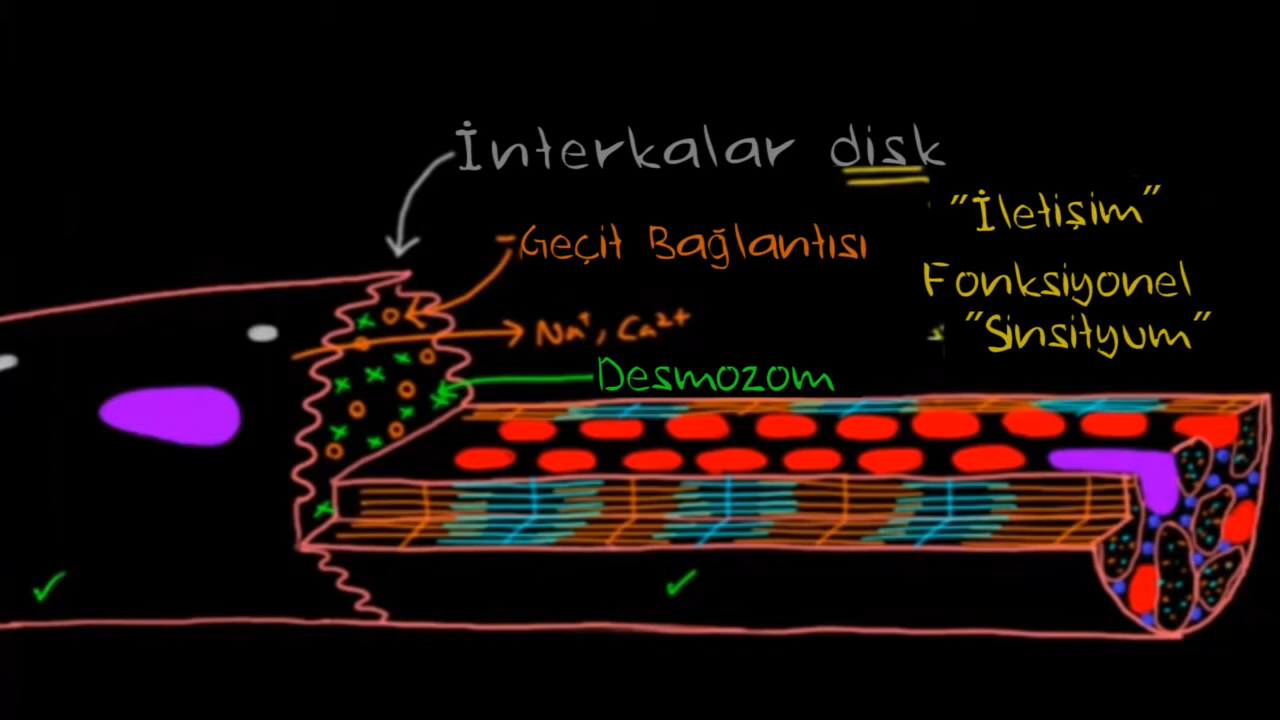 İnterkalar disk
"İletişim"
-Geçit Bağlantısı
Fonksiyonel
"Sinsityum"
Na⁺, Ca²⁺
Desmozom